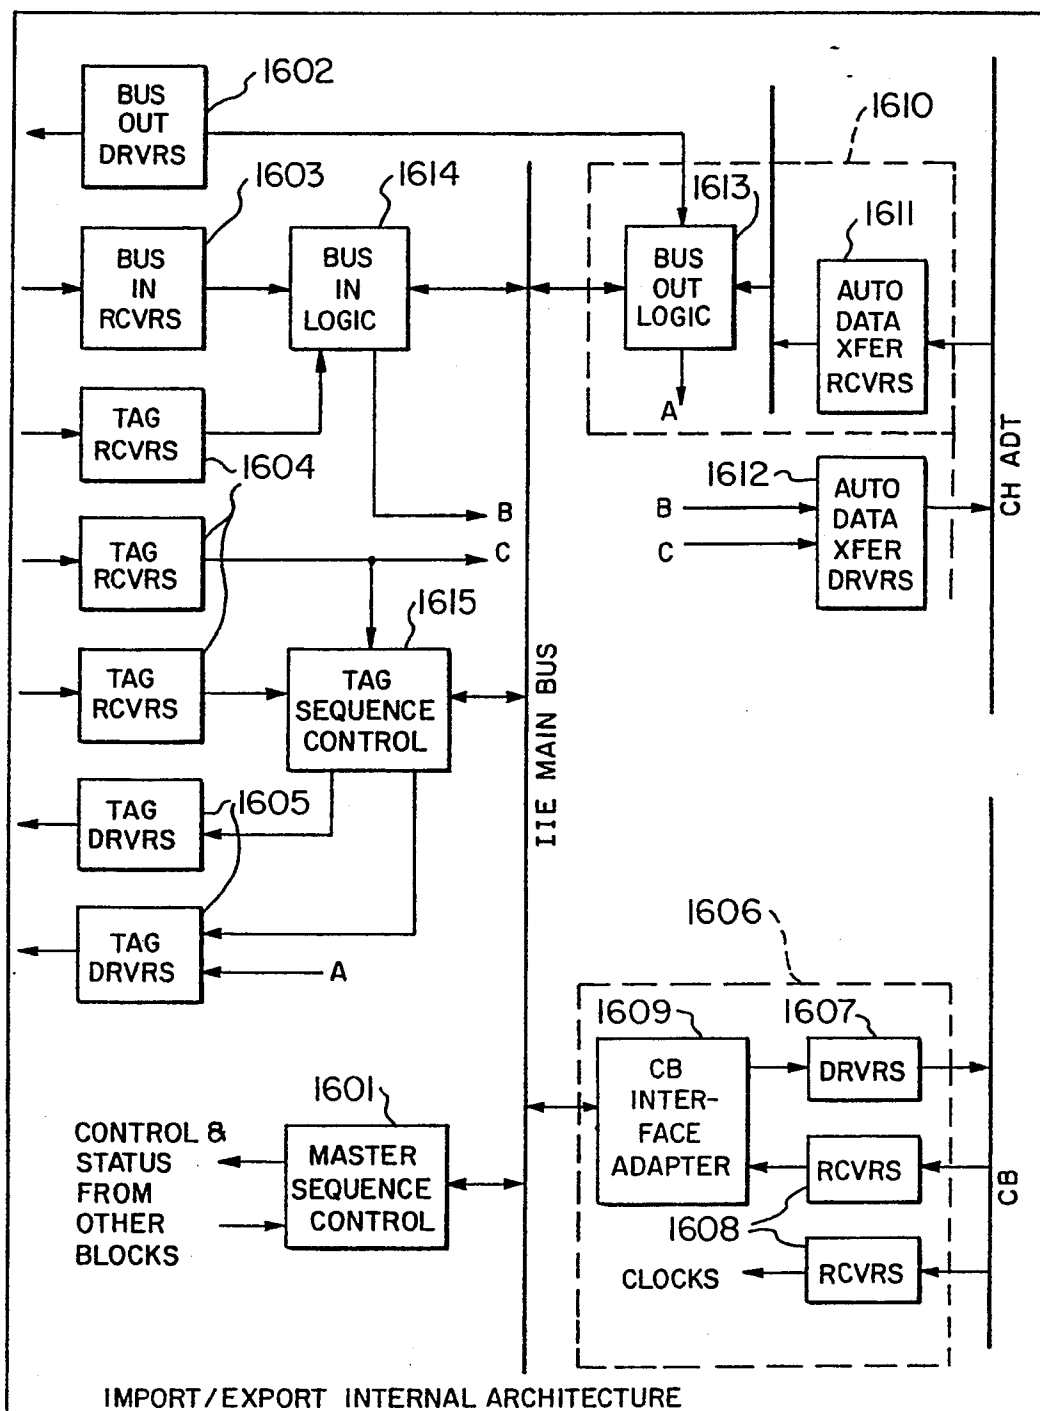 1602
BUS
OUT
DRVRS
1603
BUS
IN
RCVRS
1614
BUS
IN
LOGIC
TAG
RCVRS
1604
TAG
RCVRS
TAG
RCVRS
B
C
1615
TAG
SEQUENCE
CONTROL
TAG
DRVRS
1605
TAG
DRVRS
A
1601
MASTER
SEQUENCE
CONTROL
CONTROL &
STATUS
FROM
OTHER
BLOCKS
IIE MAIN BUS
1610
1613
BUS
OUT
LOGIC
A
1611
AUTO
DATA
XFER
RCVRS
1612
AUTO
DATA
XFER
DRVRS
B
C
CH ADT
1606
1609
CB
INTER-
FACE
ADAPTER
1607
DRVRS
RCVRS
1608
RCVRS
CLOCKS
CB
IMPORT/EXPORT INTERNAL ARCHITECTURE